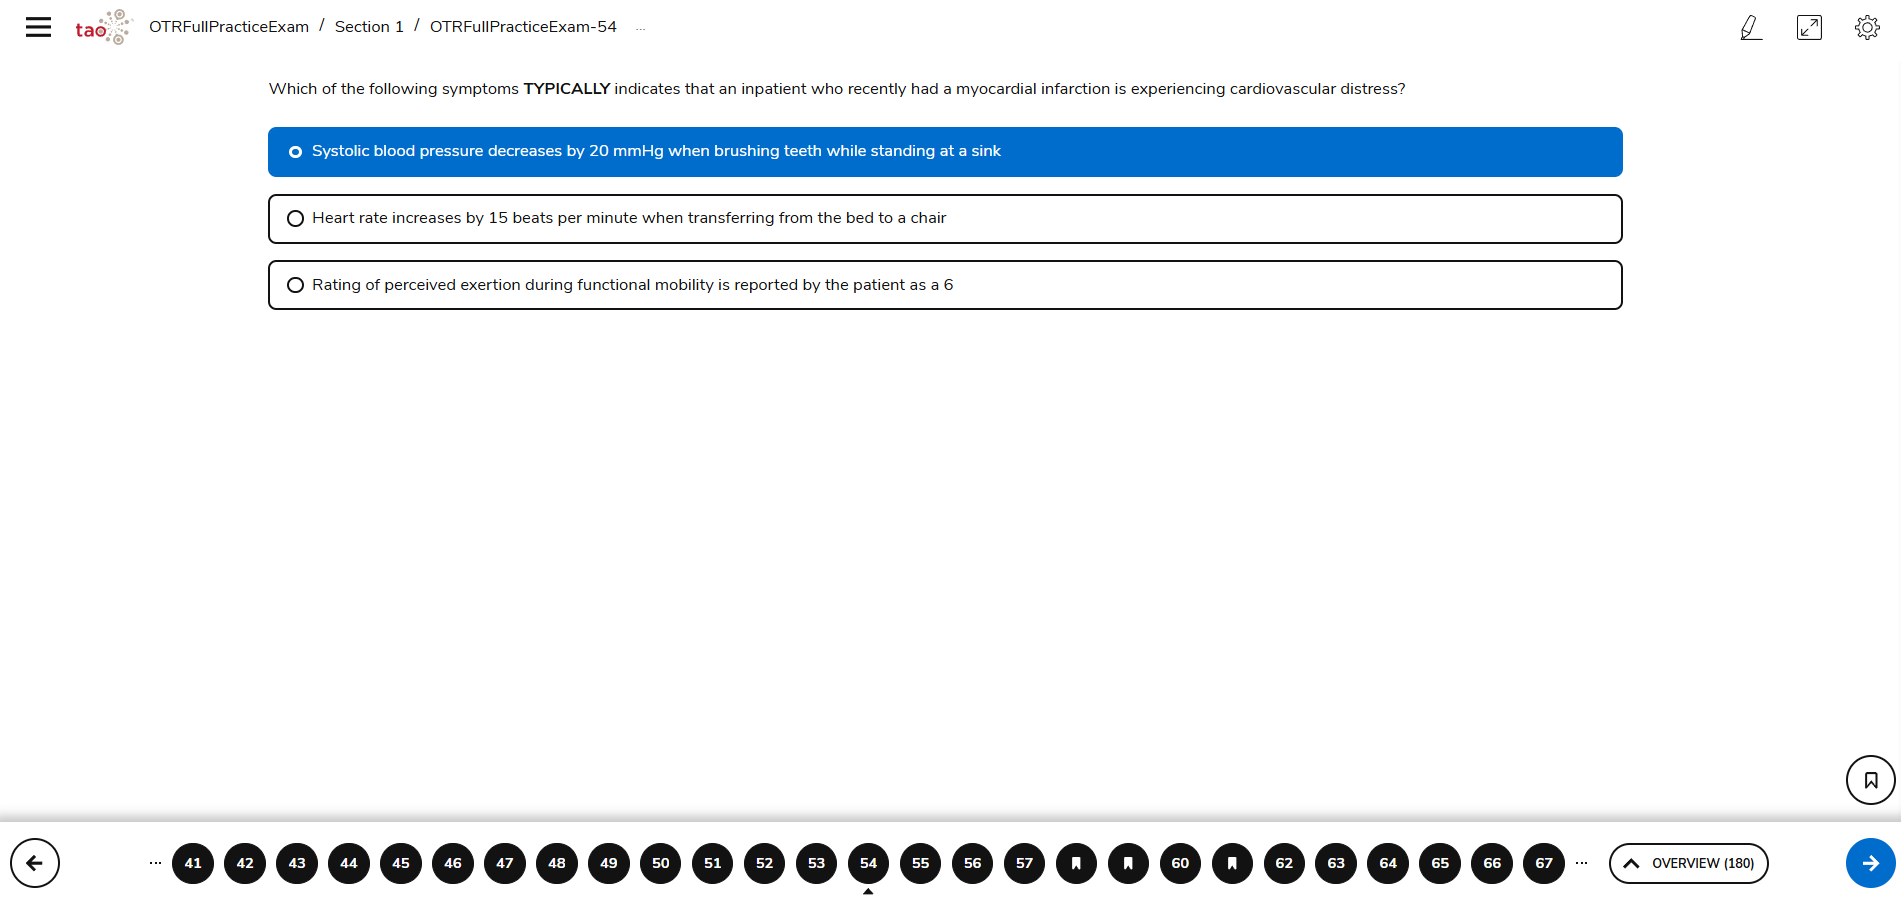 tao OTRFullPracticeExam / Section 1 / OTRFullPracticeExam-54 ...
Which of the following symptoms TYPICALLY indicates that an inpatient who recently had a myocardial infarction is experiencing cardiovascular distress?
Systolic blood pressure decreases by 20 mmHg when brushing teeth while standing at a sink
Heart rate increases by 15 beats per minute when transferring from the bed to a chair
Rating of perceived exertion during functional mobility is reported by the patient as a 6
... 41 42 43 44 45 46 47 48 49 50 51 52 53 54 55 56 57 60 62 63 64 65 66 67 ... OVERVIEW (180)